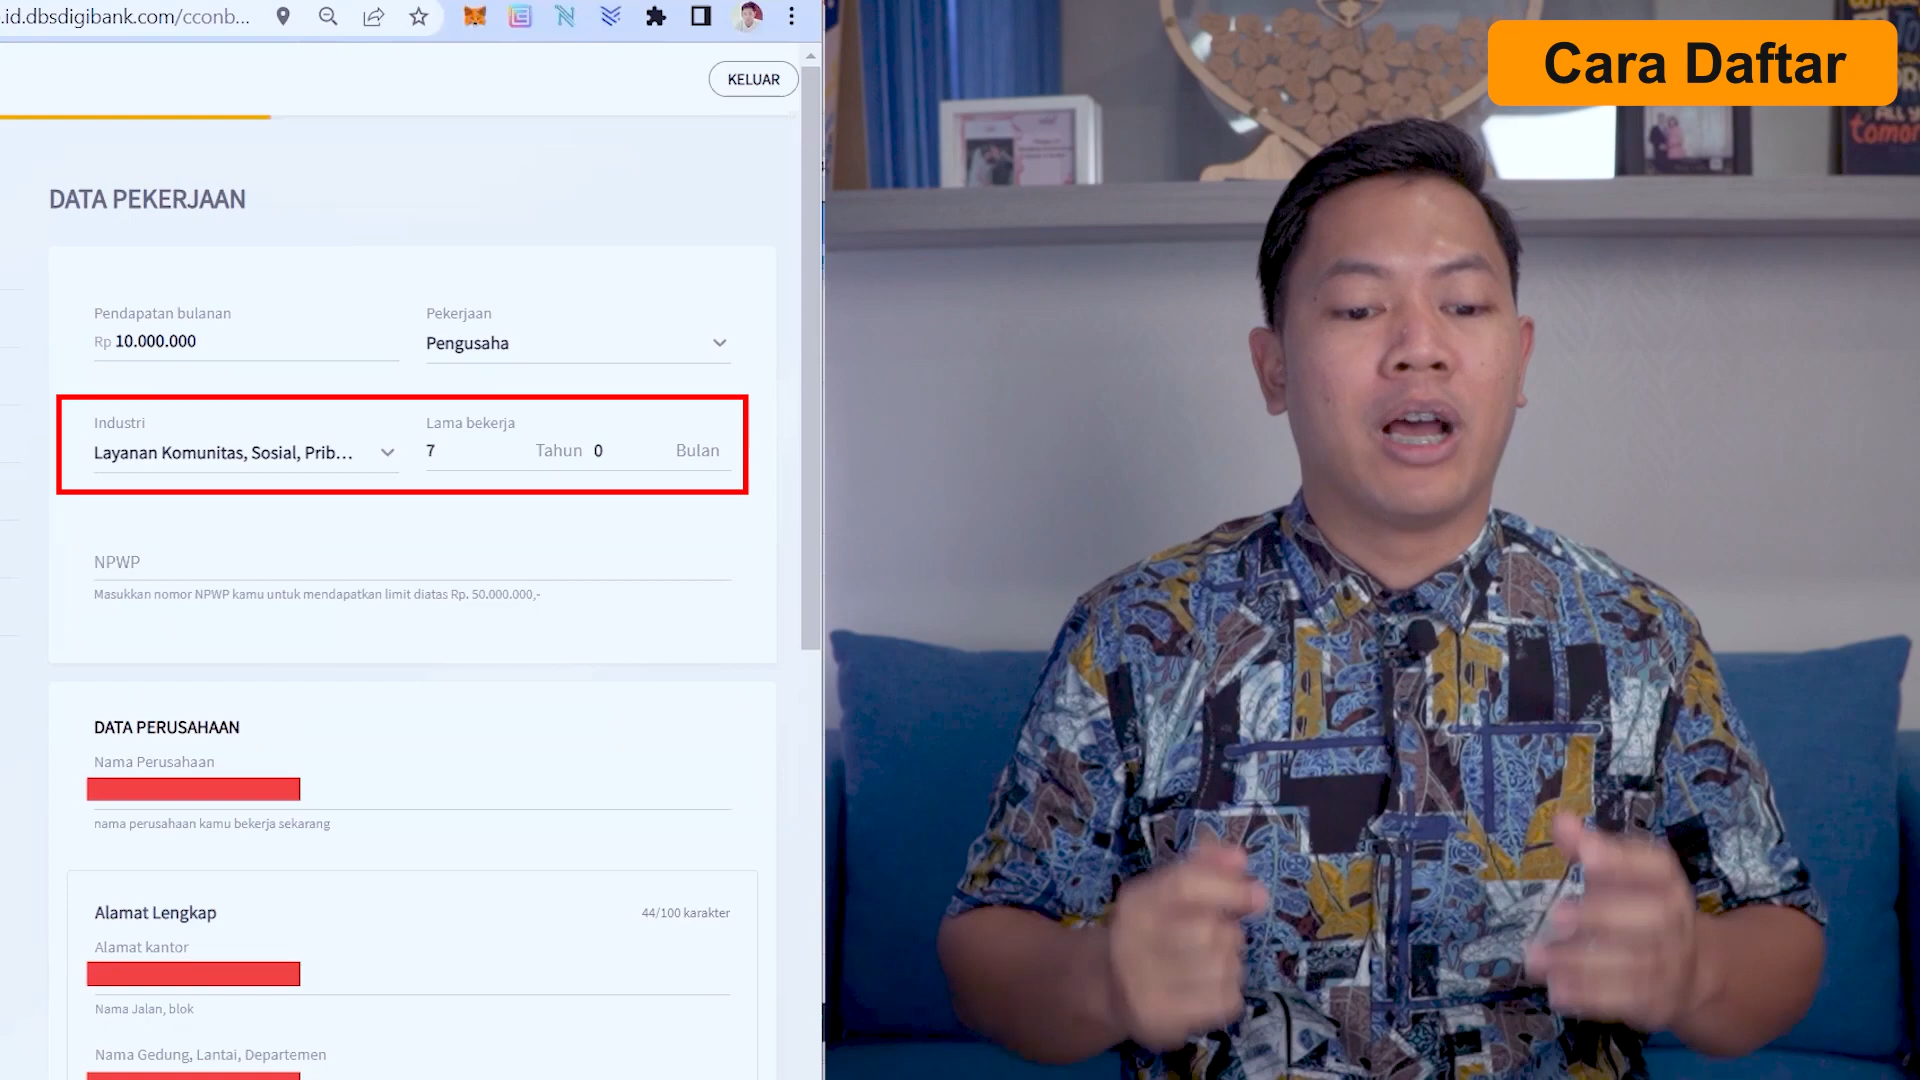 .id.dbsdigibank.com/cconb...
KELUAR
Cara Daftar
DATA PEKERJAAN
Pendapatan bulanan
Rp 10.000.000
Pekerjaan
Pengusaha
Industri
Layanan Komunitas, Sosial, Prib...
Lama bekerja
7 Tahun 0 Bulan
NPWP
Masukkan nomor NPWP kamu untuk mendapatkan limit diatas Rp. 50.000.000,-
DATA PERUSAHAAN
Nama Perusahaan
nama perusahaan kamu bekerja sekarang
Alamat Lengkap
44/100 karakter
Alamat kantor
Nama Jalan, blok
Nama Gedung, Lantai, Departemen